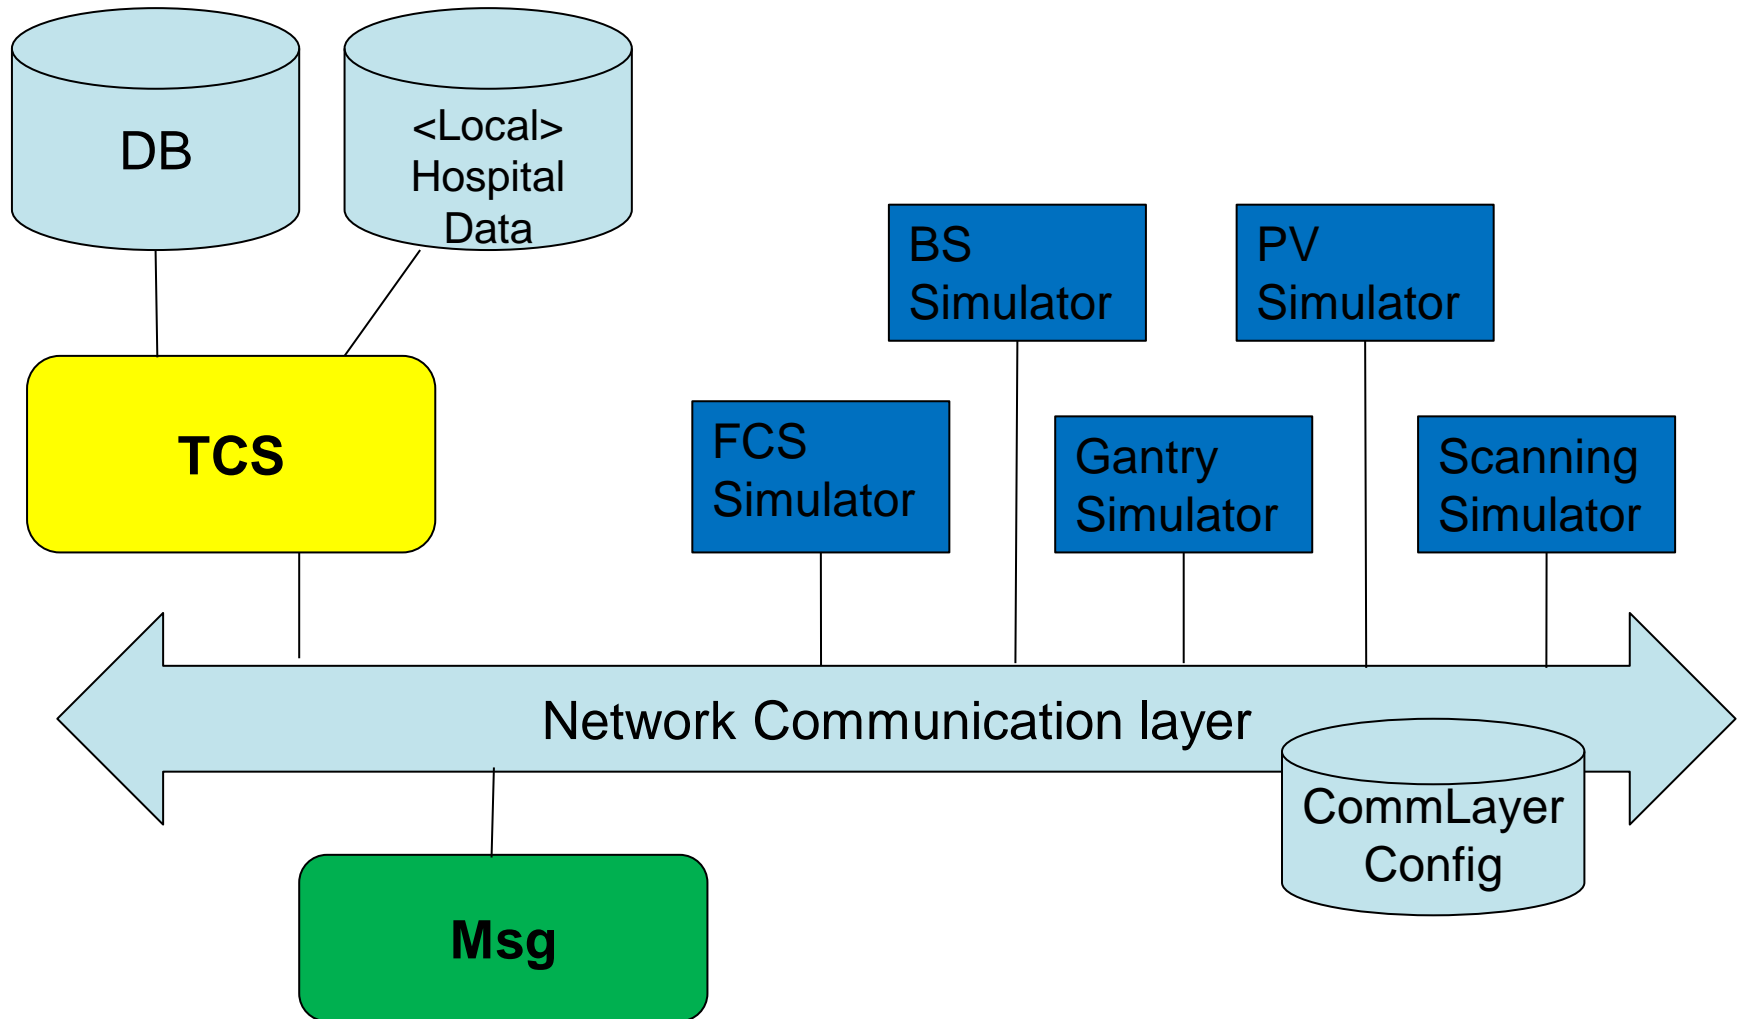 DB
<Local>
Hospital
Data
BS
Simulator
PV
Simulator
TCS
FCS
Simulator
Gantry
Simulator
Scanning
Simulator
Network Communication layer
CommLayer
Config
Msg